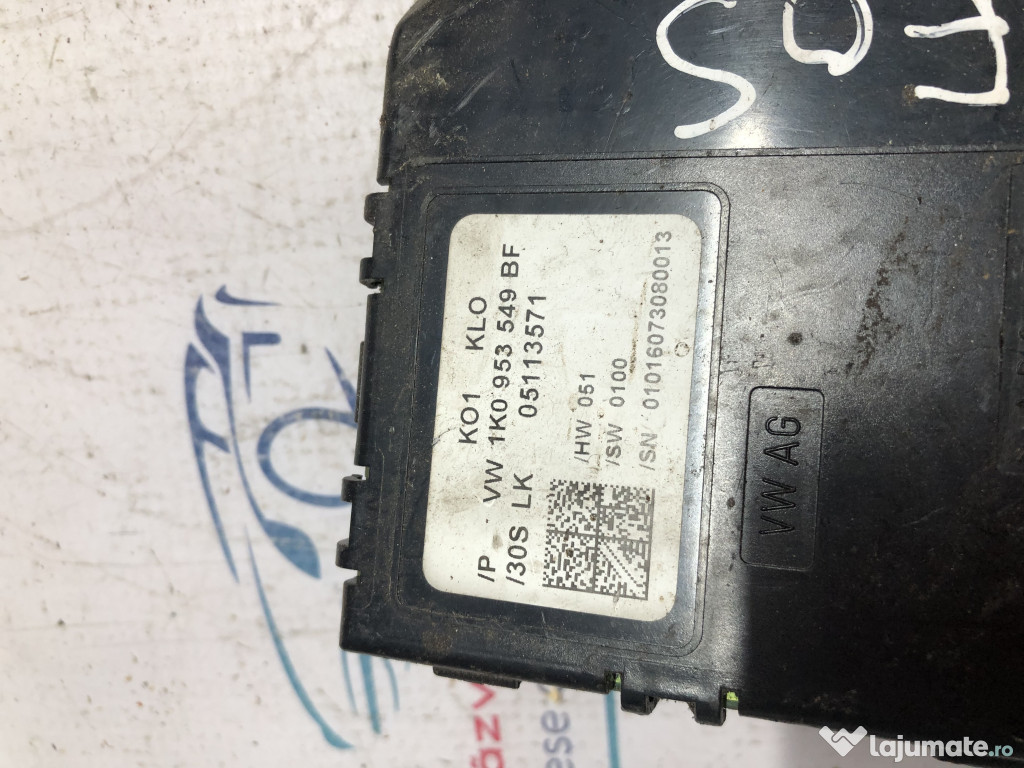 KO1 KLO
/P VW 1K0 953 549 BF
/30S LK 05113571
/HW 051
/SW 0100
/SN 01016073080013
VW AG
lajumate.ro